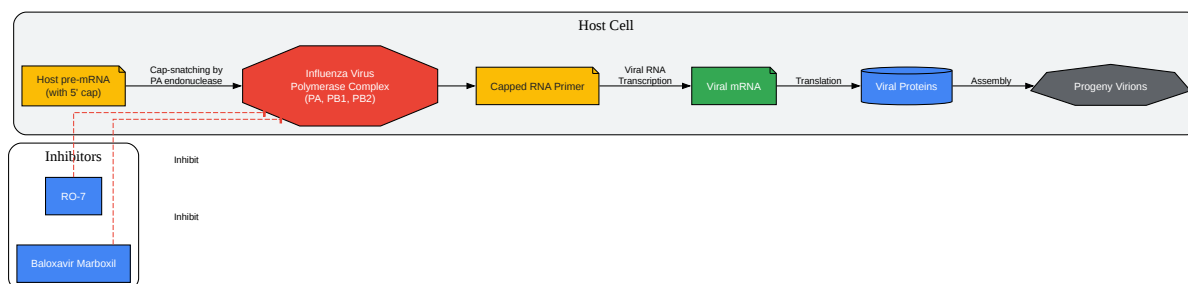 Host Cell
Host pre-mRNA
(with 5' cap)
Cap-snatching by
PA endonuclease
Influenza Virus
Polymerase Complex
(PA, PB1, PB2)
Capped RNA Primer
Viral RNA
Transcription
Viral mRNA
Translation
Viral Proteins
Assembly
Progeny Virions
Inhibitors
Inhibit
RO-7
Inhibit
Baloxavir Marboxil